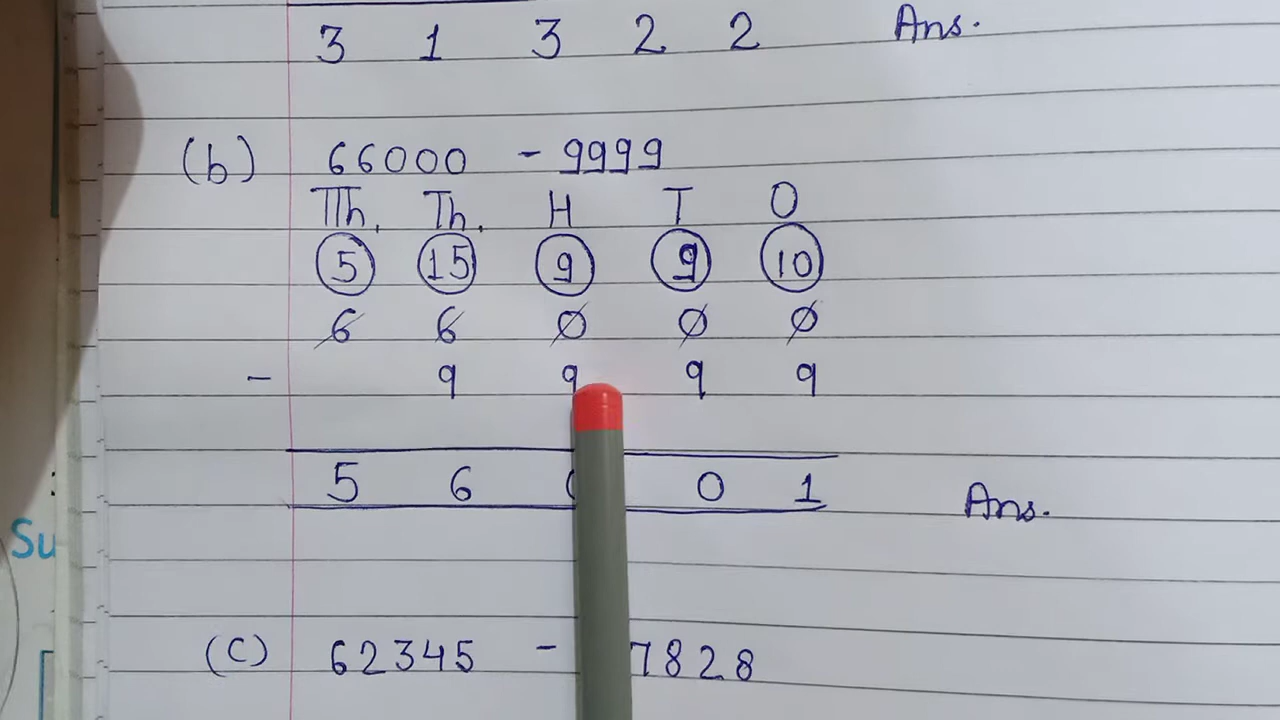 3 1 3 2 2 Ans.
(b) 66000 - 9999
TTh. Th. H T O
5 15 9 9 10
6 6 0 0 0
- 9 9 9 9
5 6 0 1
Ans.
Su
(C) 62345 - 7828